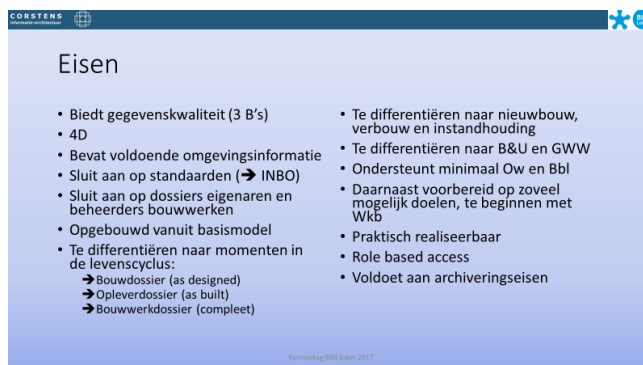 CORSTENS
informatie-architectuur
Eisen
• Biedt gegevenskwaliteit (3 B's)
• 4D
• Bevat voldoende omgevingsinformatie
• Sluit aan op standaarden (➔ INBO)
• Sluit aan op dossiers eigenaren en
beheerders bouwwerken
• Opgebouwd vanuit basismodel
• Te differentiëren naar momenten in
de levenscyclus:
➔Bouwdossier (as designed)
➔Opleverdossier (as built)
➔Bouwwerkdossier (compleet)
• Te differentiëren naar nieuwbouw,
verbouw en instandhouding
• Te differentiëren naar B&U en GWW
• Ondersteunt minimaal Ow en Bbl
• Daarnaast voorbereid op zoveel
mogelijk doelen, te beginnen met
Wkb
• Praktisch realiseerbaar
• Role based access
• Voldoet aan archiveringseisen
Kennisdag BIM loket 2017